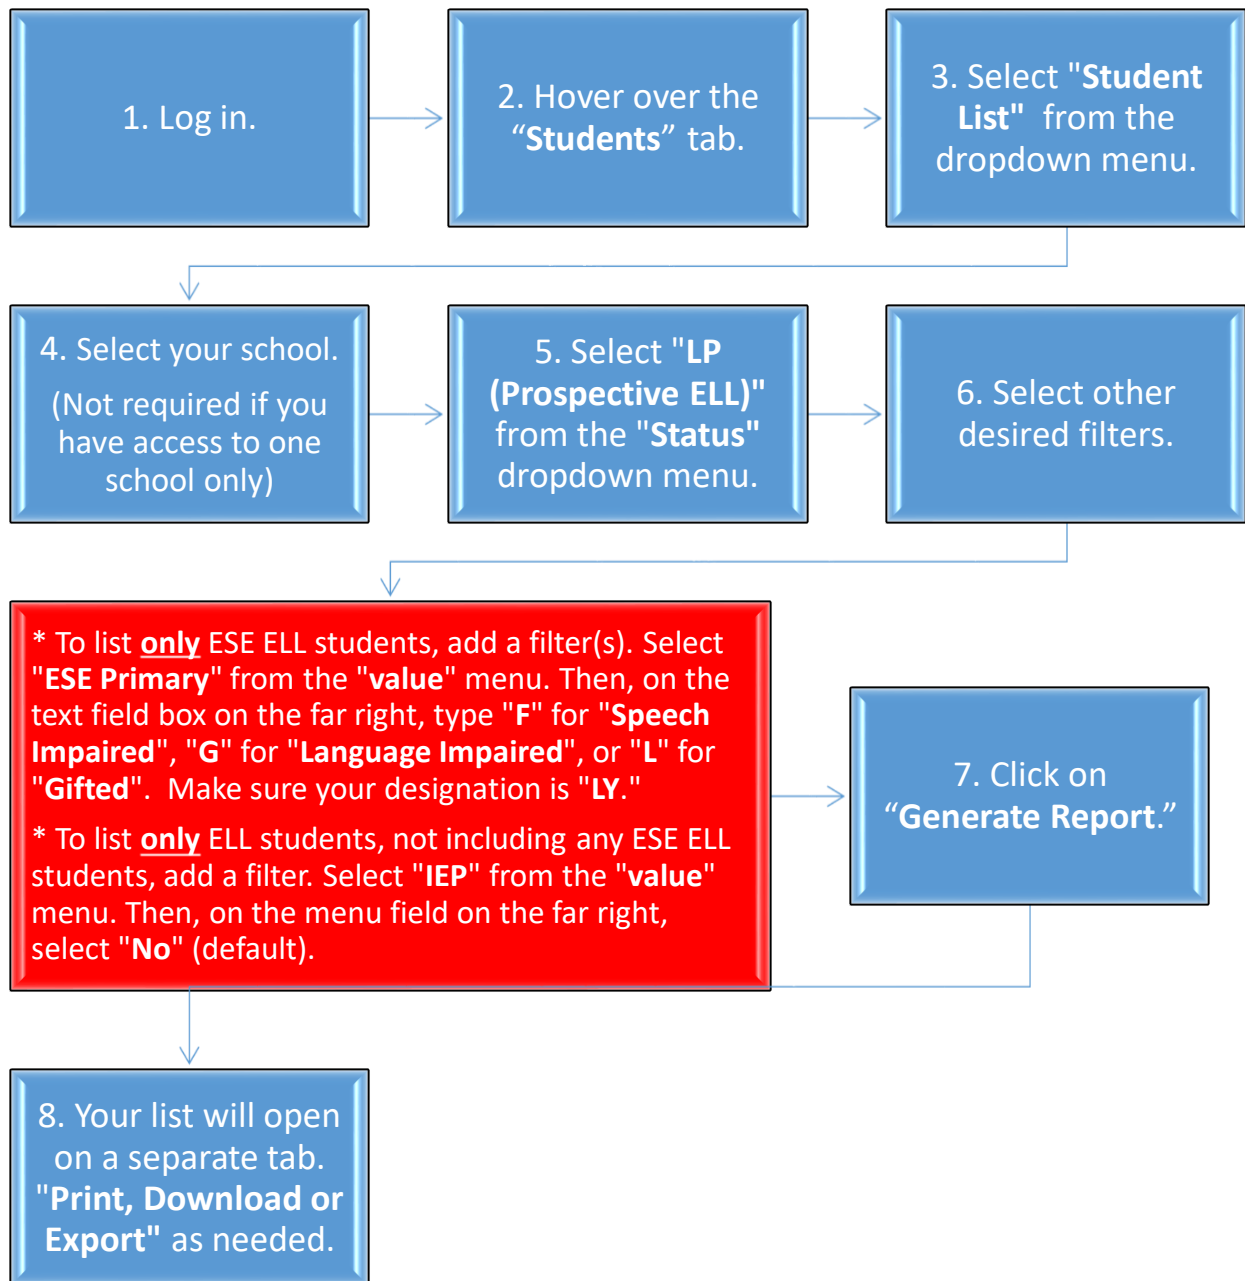 1. Log in.
2. Hover over the
“Students” tab.
3. Select "Student
List"  from the
dropdown menu.
4. Select your school.
(Not required if you
have access to one
school only)
5. Select "LP
(Prospective ELL)"
from the "Status"
dropdown menu.
6. Select other
desired filters.
* To list only ESE ELL students, add a filter(s). Select
"ESE Primary" from the "value" menu. Then, on the
text field box on the far right, type "F" for "Speech
Impaired", "G" for "Language Impaired", or "L" for
"Gifted".  Make sure your designation is "LY."
* To list only ELL students, not including any ESE ELL
students, add a filter. Select "IEP" from the "value"
menu. Then, on the menu field on the far right,
select "No" (default).
7. Click on
“Generate Report.”
8. Your list will open
on a separate tab.
"Print, Download or
Export" as needed.